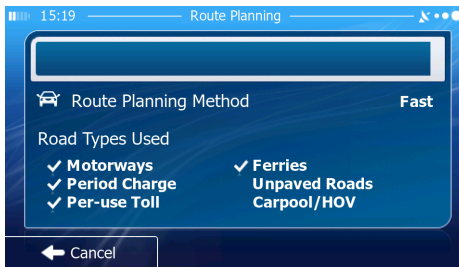 15:19 Route Planning
Route Planning Method Fast
Road Types Used
Motorways Ferries
Period Charge Unpaved Roads
Per-use Toll Carpool/HOV
Cancel